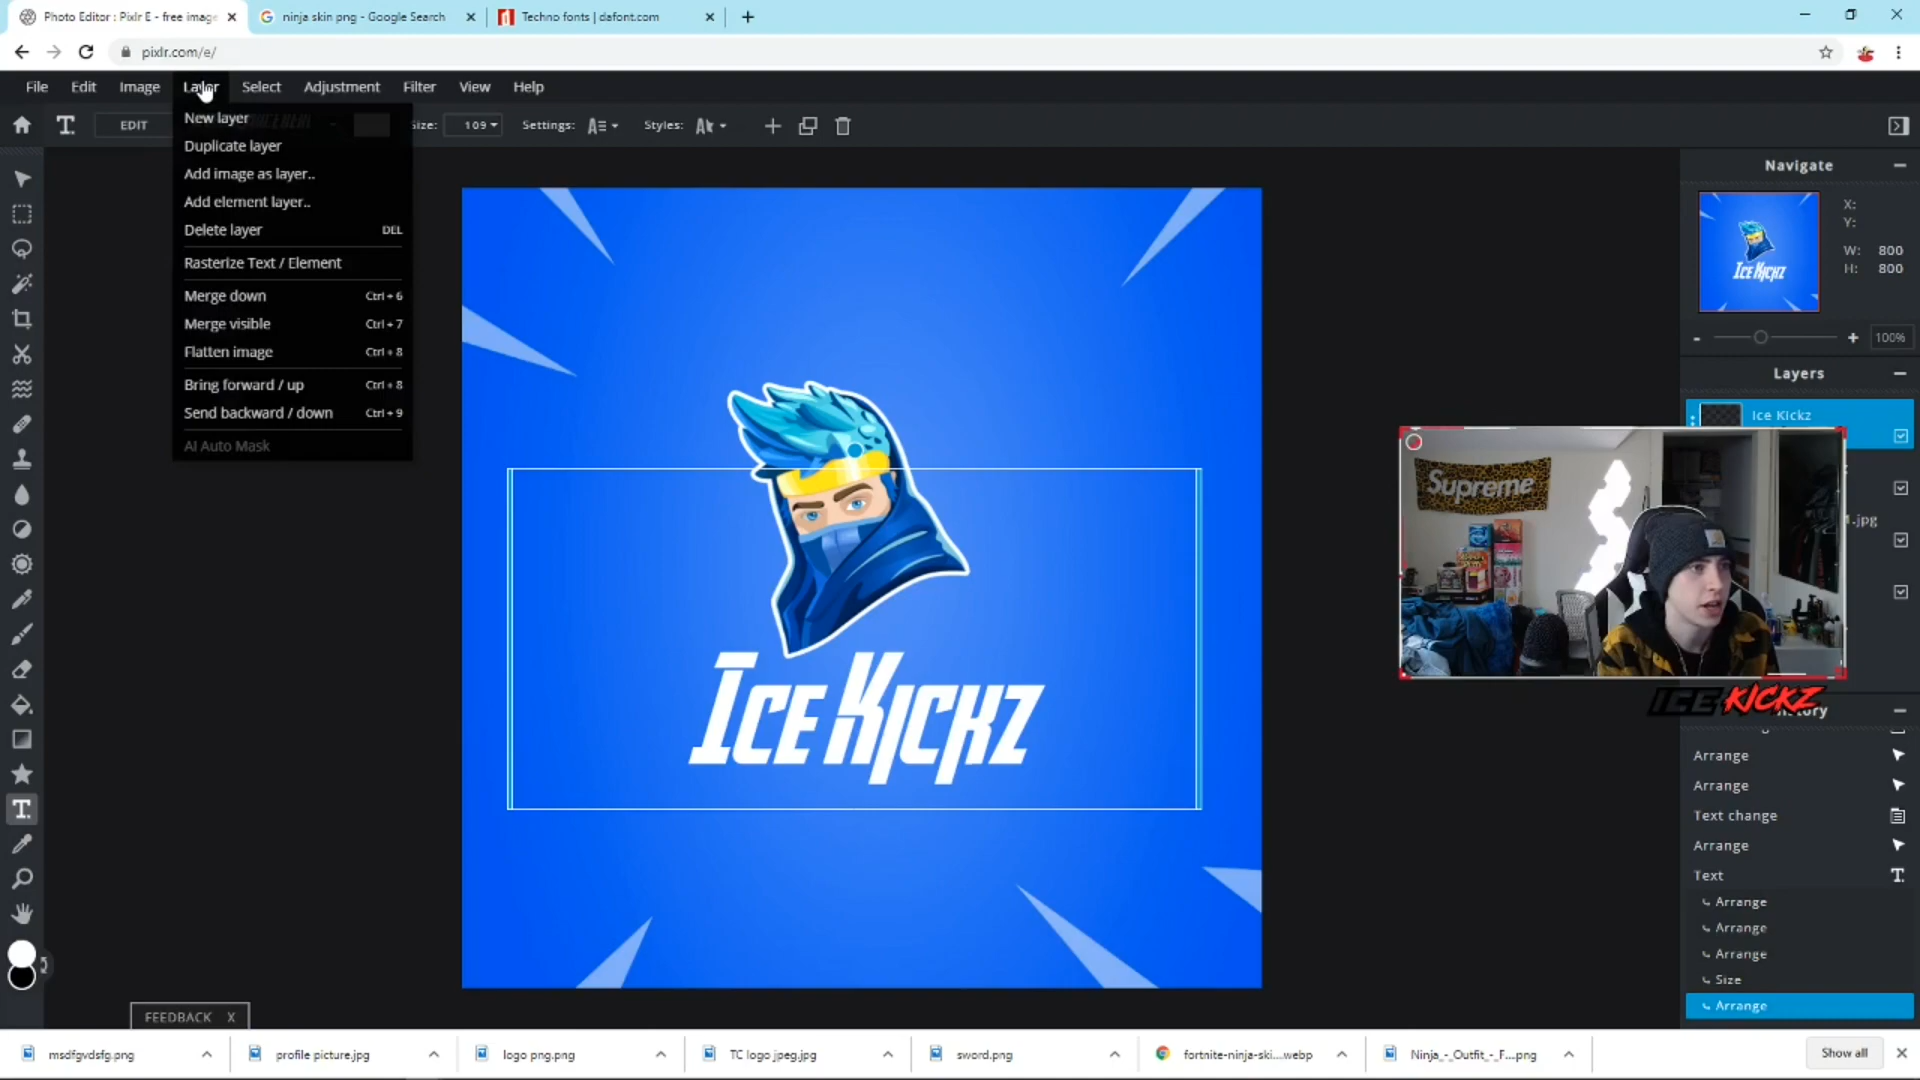 Photo Editor : Pixlr E - free image
ninja skin png - Google Search
Techno fonts | dafont.com
pixlr.com/e/
File Edit Image Layer Select Adjustment Filter View Help
EDIT
Size: 109
Settings:
Styles:
New layer
Duplicate layer
Add image as layer..
Add element layer..
Delete layer DEL
Rasterize Text / Element
Merge down Ctrl + 6
Merge visible Ctrl + 7
Flatten image Ctrl + 8
Bring forward / up Ctrl + 8
Send backward / down Ctrl + 9
AI Auto Mask
Navigate
X:
Y:
W: 800
H: 800
Ice Kickz
100%
Layers
Ice Kickz
1.jpg
Supreme
Ice Kickz
ICE KICKZ
Arrange
Arrange
Text change
Arrange
Text
Arrange
Arrange
Arrange
Size
Arrange
FEEDBACK X
msdfgvdsfg.png
profile picture.jpg
logo png.png
TC logo jpeg.jpg
sword.png
fortnite-ninja-ski....webp
Ninja_-_Outfit_-_F....png
Show all